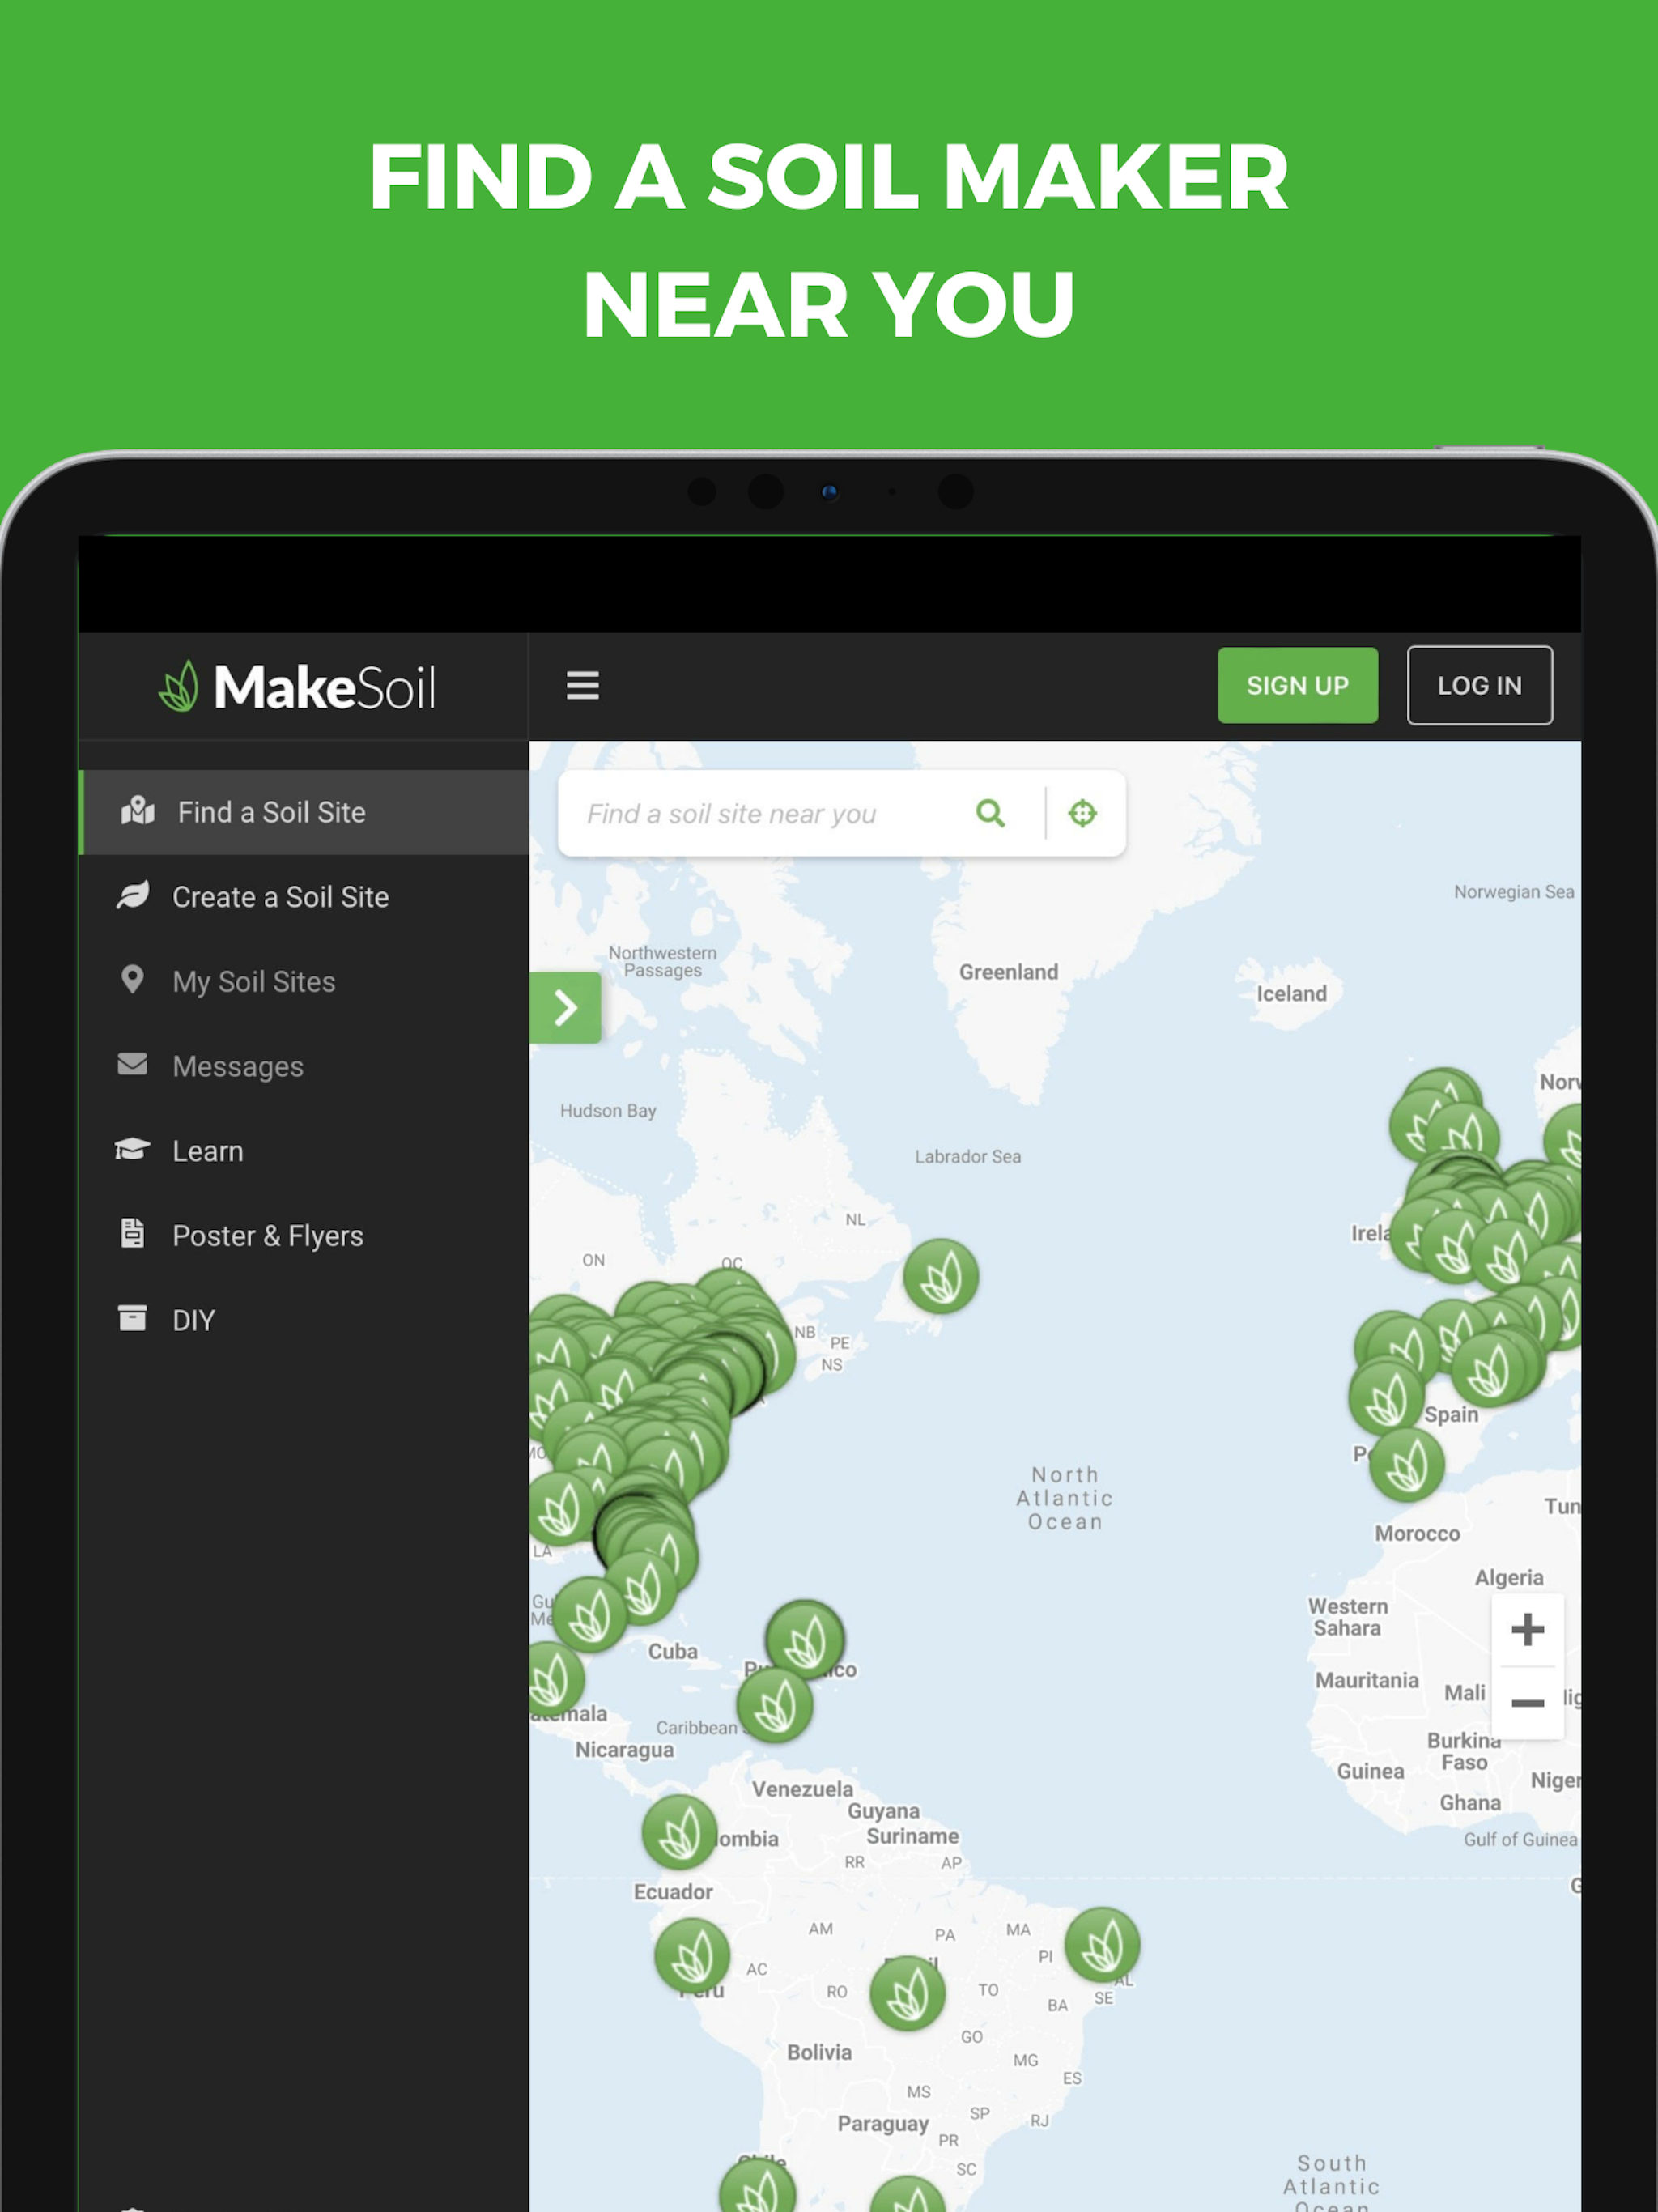 FIND A SOIL MAKER
NEAR YOU
MakeSoil
SIGN UP
LOG IN
Find a Soil Site
Create a Soil Site
My Soil Sites
Messages
Learn
Poster & Flyers
DIY
Find a soil site near you
Norwegian Sea
Northwestern
Passages
Greenland
Iceland
Hudson Bay
Labrador Sea
NL
ON
QC
NB
PE
NS
Spain
North
Atlantic
Ocean
LA
Morocco
Algeria
Western
Sahara
Cuba
Mauritania
Mali
Caribbean
Nicaragua
Burkina
Faso
Guinea
Ghana
Gulf of Guinea
Venezuela
Guyana
Suriname
RR
AP
Ecuador
AM
PA
MA
PI
AC
RO
TO
AL
BA
SE
GO
Bolivia
MG
ES
MS
Paraguay
SP
RJ
PR
SC
South
Atlantic
Ocean